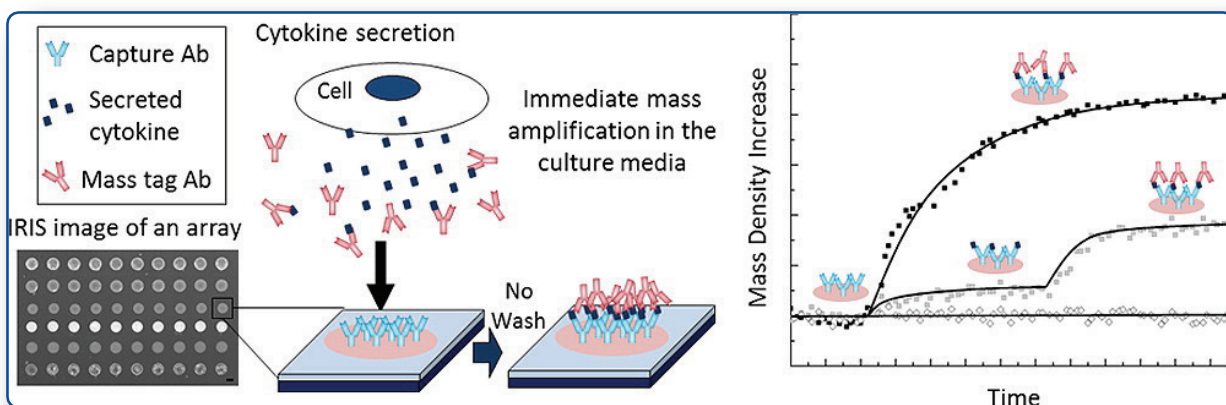 Capture Ab
Secreted
cytokine
Mass tag Ab
IRIS image of an array
Cytokine secretion
Cell
Immediate mass
amplification in the
culture media
No
Wash
Mass Density Increase
Time